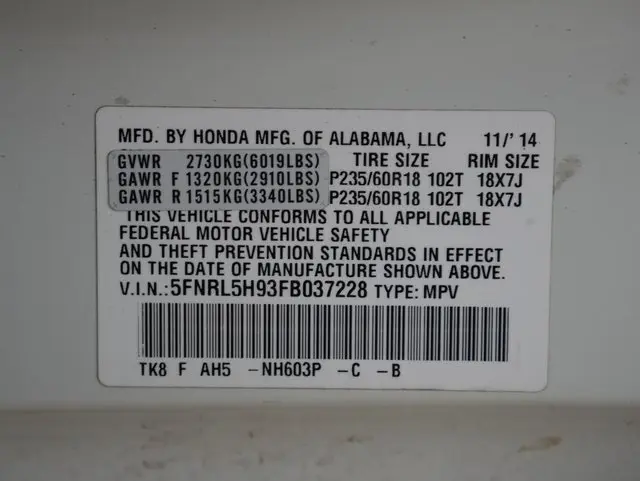 MFD. BY HONDA MFG. OF ALABAMA, LLC 11/'14
GVWR 2730KG(6019LBS) TIRE SIZE RIM SIZE
GAWR F 1320KG(2910LBS) P235/60R18 102T 18X7J
GAWR R 1515KG(3340LBS) P235/60R18 102T 18X7J
THIS VEHICLE CONFORMS TO ALL APPLICABLE
FEDERAL MOTOR VEHICLE SAFETY
AND THEFT PREVENTION STANDARDS IN EFFECT
ON THE DATE OF MANUFACTURE SHOWN ABOVE.
V.I.N.:5FNRL5H93FB037228 TYPE: MPV
TK8 F AH5 -NH603P -C -B